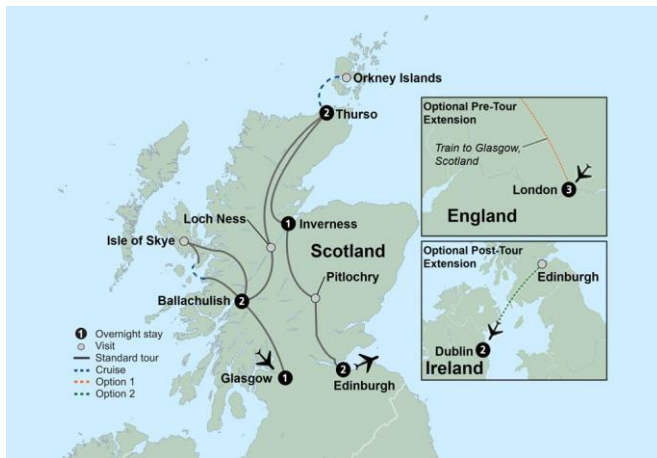 Orkney Islands
2
Thurso
Loch Ness
1
Inverness
Isle of Skye
Scotland
Pitlochry
Ballachulish
2
1 Overnight stay
Visit
Standard tour
Cruise
Option 1
Option 2
Glasgow
1
2
Edinburgh
Optional Pre-Tour
Extension
Train to Glasgow,
Scotland
London
3
England
Optional Post-Tour
Extension
Edinburgh
Dublin
2
Ireland